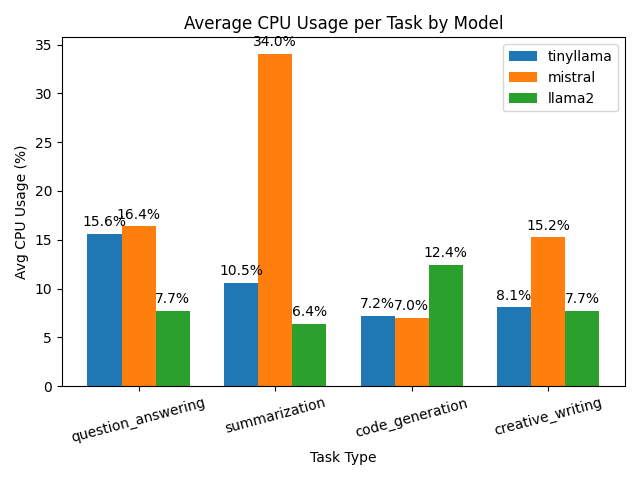 Average CPU Usage per Task by Model
tinyllama
mistral
llama2
Avg CPU Usage (%)
35
30
25
20
15
10
5
0
15.6%
16.4%
7.7%
10.5%
34.0%
6.4%
7.2%
7.0%
12.4%
8.1%
15.2%
7.7%
question_answering
summarization
code_generation
creative_writing
Task Type